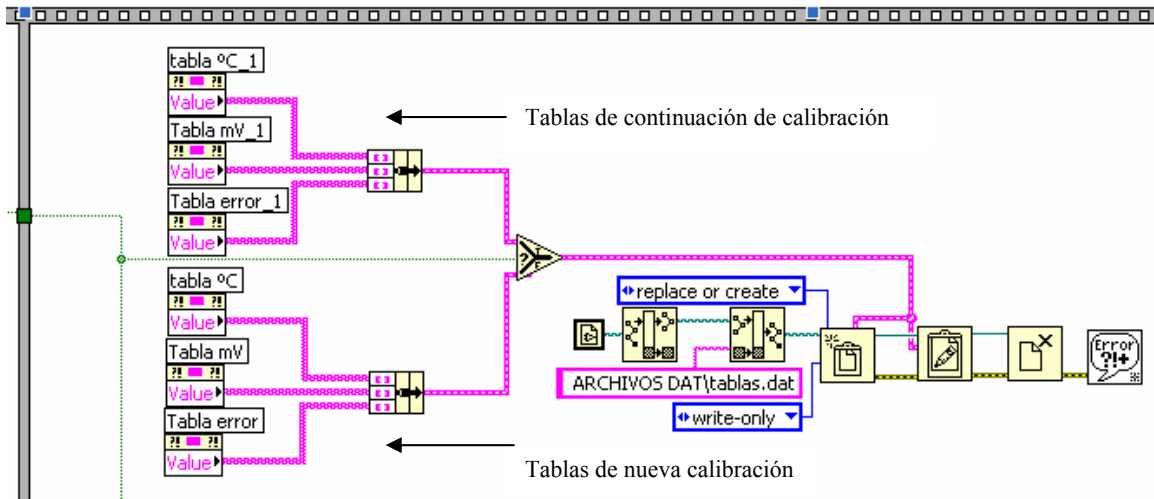 tabla ºC_1
?! ?!
Value
Tabla mV_1
?! ?!
Value
Tabla error_1
?! ?!
Value
Tablas de continuación de calibración
? T F
tabla ºC
?! ?!
Value
Tabla mV
?! ?!
Value
Tabla error
?! ?!
Value
replace or create
ARCHIVOS DAT\tablas.dat
write-only
Error
?!+
Tablas de nueva calibración